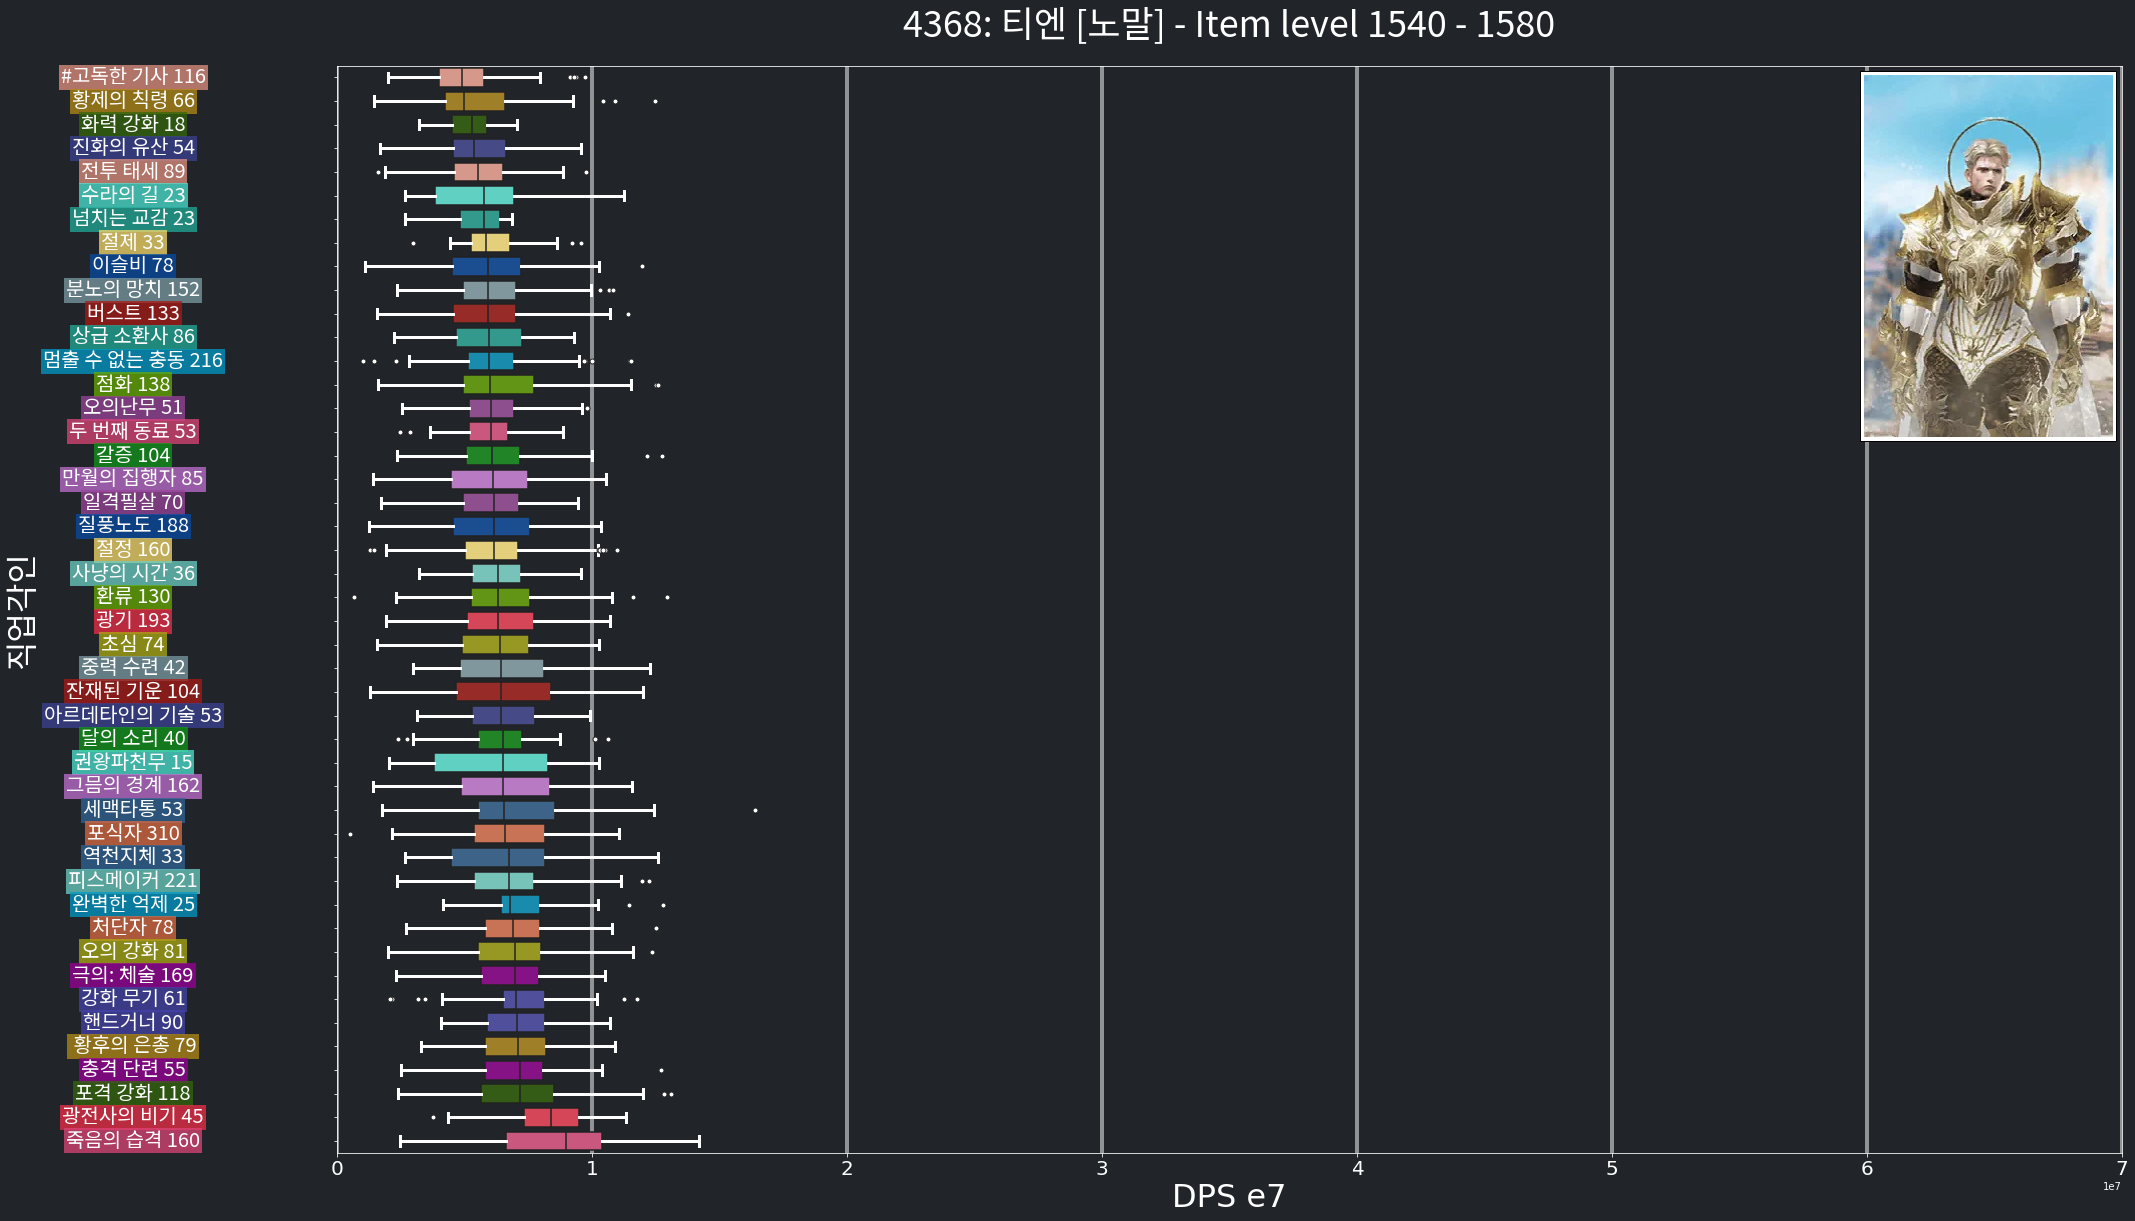 4368: 티엔 [노말] - Item level 1540 - 1580
#고독한 기사 116
황제의 칙령 66
화력 강화 18
진화의 유산 54
전투 태세 89
수라의 길 23
넘치는 교감 23
절제 33
이슬비 78
분노의 망치 152
버스트 133
상급 소환사 86
멈출 수 없는 충동 216
점화 138
오의난무 51
두 번째 동료 53
갈증 104
만월의 집행자 85
일격필살 70
질풍노도 188
절정 160
사냥의 시간 36
환류 130
광기 193
초심 74
중력 수련 42
잔재된 기운 104
아르데타인의 기술 53
달의 소리 40
권왕파천무 15
그믐의 경계 162
세맥타통 53
포식자 310
역천지체 33
피스메이커 221
완벽한 억제 25
처단자 78
오의 강화 81
극의: 체술 169
강화 무기 61
핸드거너 90
황후의 은총 79
충격 단련 55
포격 강화 118
광전사의 비기 45
죽음의 습격 160
직업각인
0 1 2 3 4 5 6 7
1e7
DPS e7